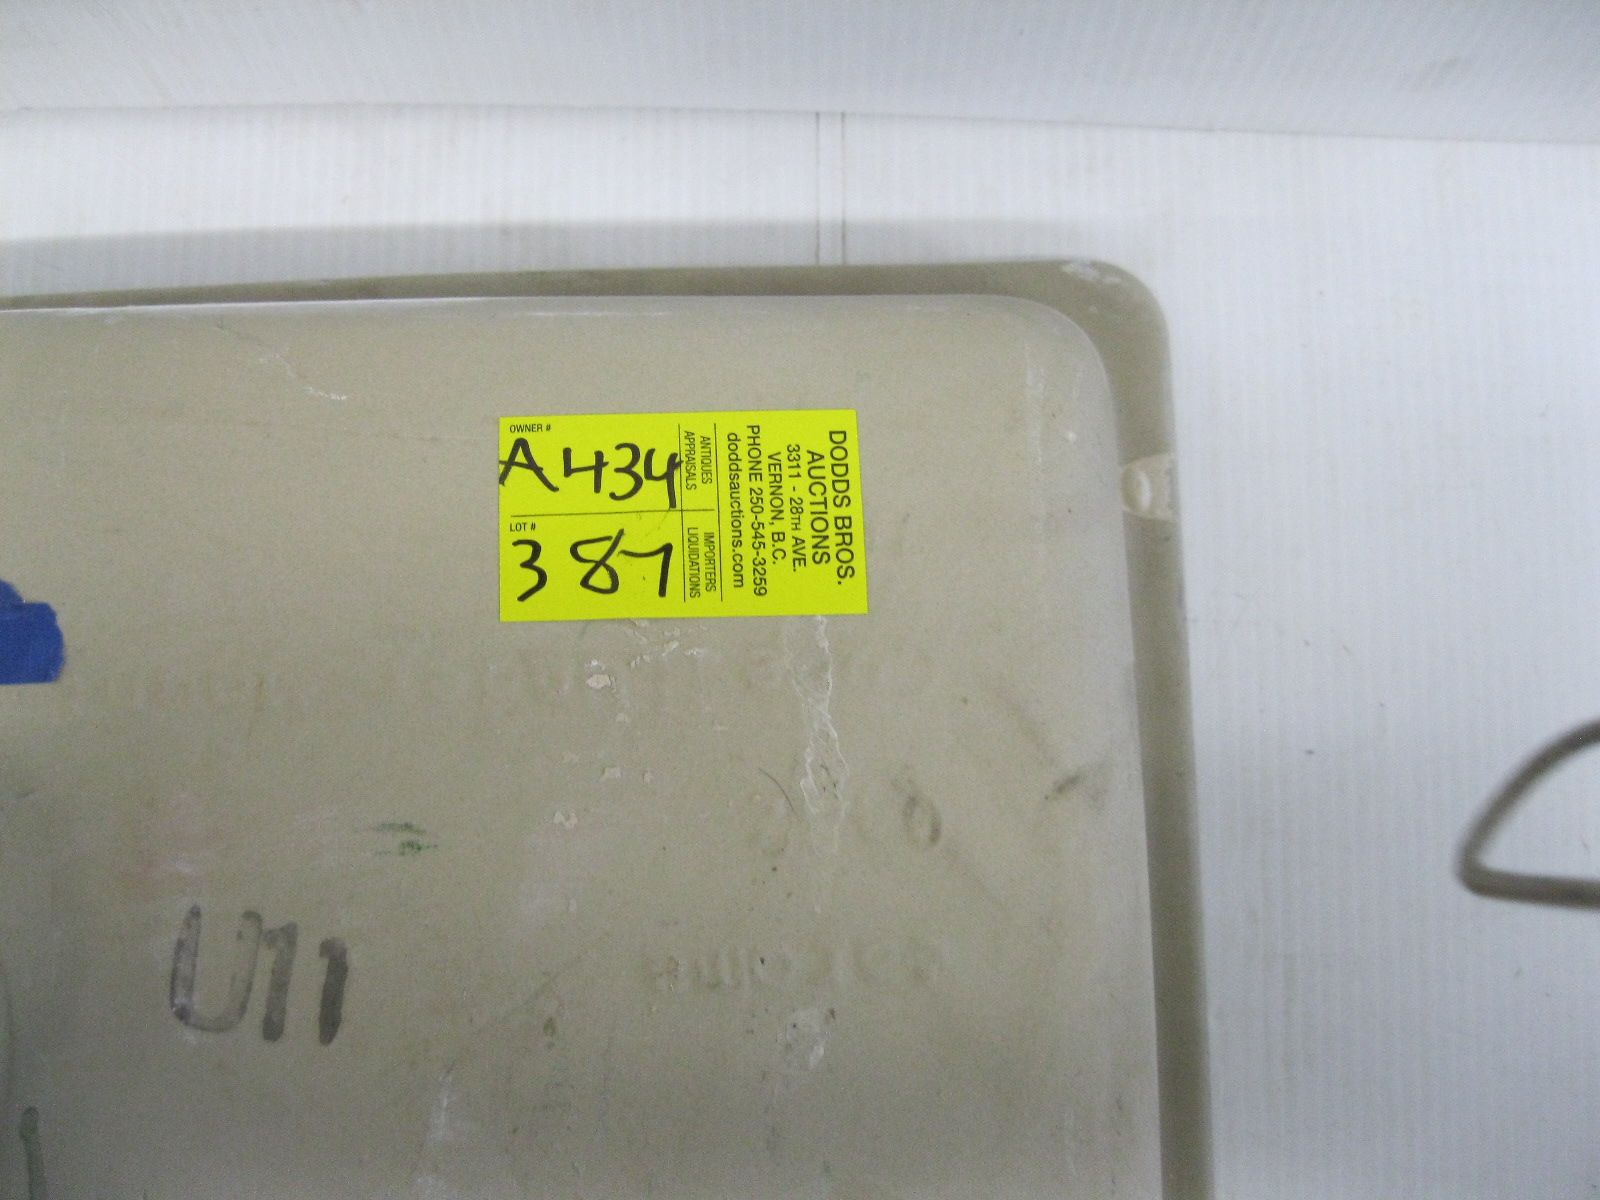 OWNER #
A434
LOT #
387
ANTIQUES
APPRAISALS
IMPORTERS
LIQUIDATIONS
DODDS BROS.
AUCTIONS
3311 - 28TH AVE.
VERNON, B.C.
PHONE 250-545-3259
doddsauctions.com
U11